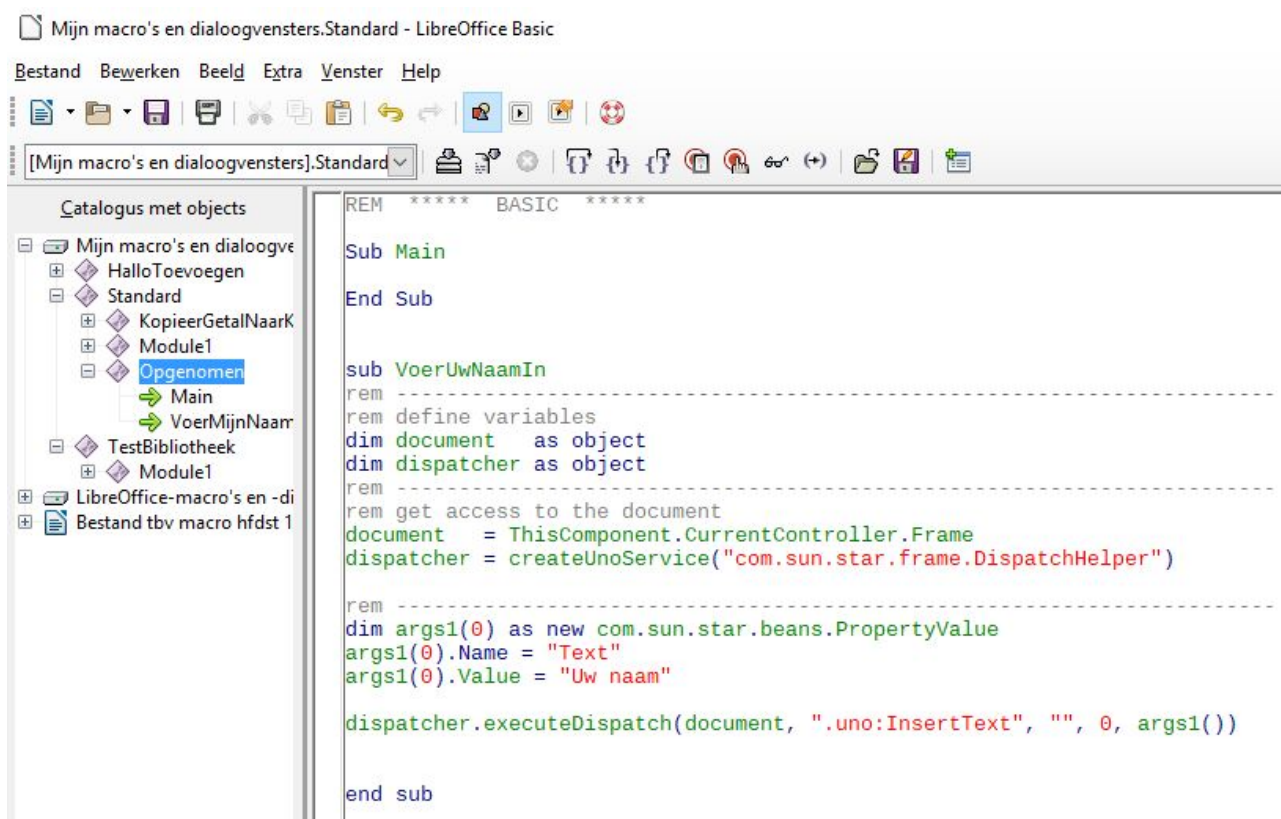 Mijn macro's en dialoogvensters.Standard - LibreOffice Basic
Bestand Bewerken Beeld Extra Venster Help
[Mijn macro's en dialoogvensters].Standard
Catalogus met objects
Mijn macro's en dialoogve
HalloToevoegen
Standard
KopieerGetalNaarK
Module1
Opgenomen
Main
VoerMijnNaam
TestBibliotheek
Module1
LibreOffice-macro's en -di
Bestand tbv macro hfdst 1
REM ***** BASIC *****
Sub Main
End Sub
sub VoerUwNaamIn
rem ----------------------------------------------------------------------
rem define variables
dim document   as object
dim dispatcher as object
rem ----------------------------------------------------------------------
rem get access to the document
document   = ThisComponent.CurrentController.Frame
dispatcher = createUnoService("com.sun.star.frame.DispatchHelper")
rem ----------------------------------------------------------------------
dim args1(0) as new com.sun.star.beans.PropertyValue
args1(0).Name = "Text"
args1(0).Value = "Uw naam"
dispatcher.executeDispatch(document, ".uno:InsertText", "", 0, args1())
end sub